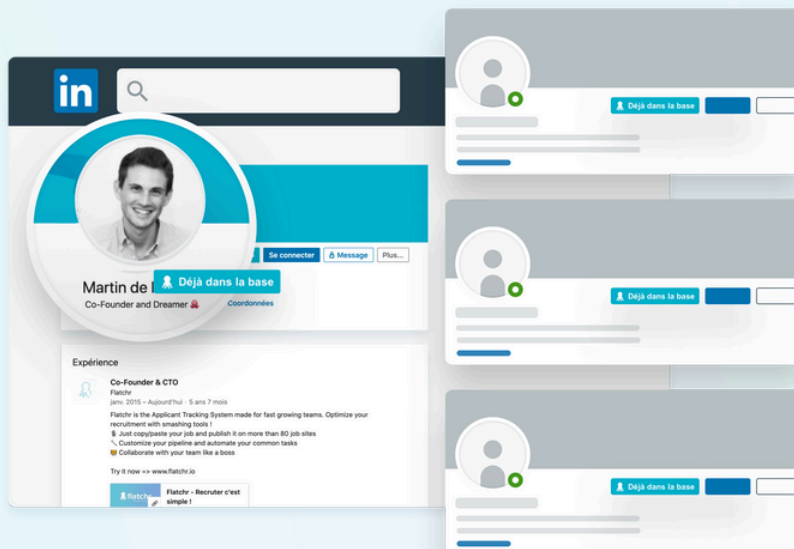 in
Déjà dans la base
Se connecter
Message
Plus...
Martin de
Déjà dans la base
Co-Founder and Dreamer
Coordonnées
Déjà dans la base
Expérience
Co-Founder & CTO
Flatchr
janv. 2015 – Aujourd'hui · 5 ans 7 mois
Flatchr is the Applicant Tracking System made for fast growing teams. Optimize your
recruitment with smashing tools !
Just copy/paste your job and publish it on more than 80 job sites
Customize your pipeline and automate your common tasks
Collaborate with your team like a boss
Try it now => www.flatchr.io
flatchr
Flatchr - Recruter c'est
simple !
Déjà dans la base